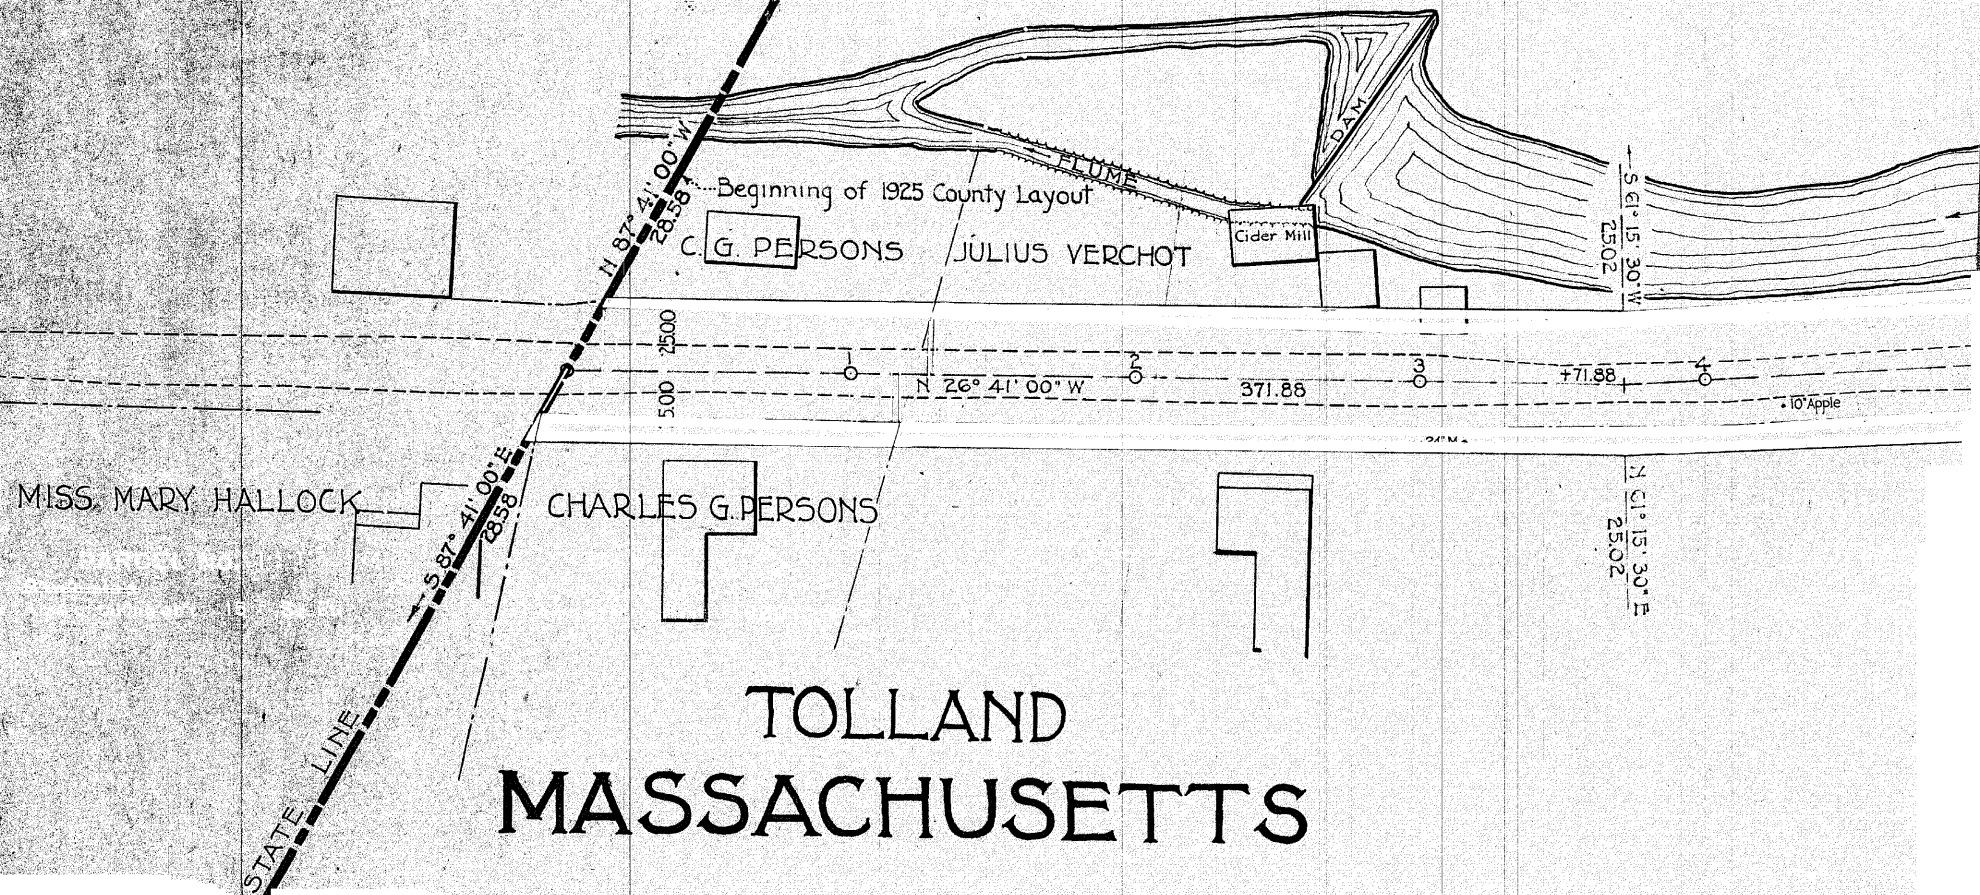 DAM
FLUME
N 87° 41' 00" W
28.58
Beginning of 1925 County Layout
C. G. PERSONS
JULIUS VERCHOT
Cider Mill
S 61° 15' 30" W
25.02
25.00
1
2
3
4
N 26° 41' 00" W
371.88
+71.88
10" Apple
MISS. MARY HALLOCK
CHARLES G. PERSONS
S 87° 41' 00" E
28.58
N 61° 15' 30" E
25.02
STATE LINE
TOLLAND
MASSACHUSETTS